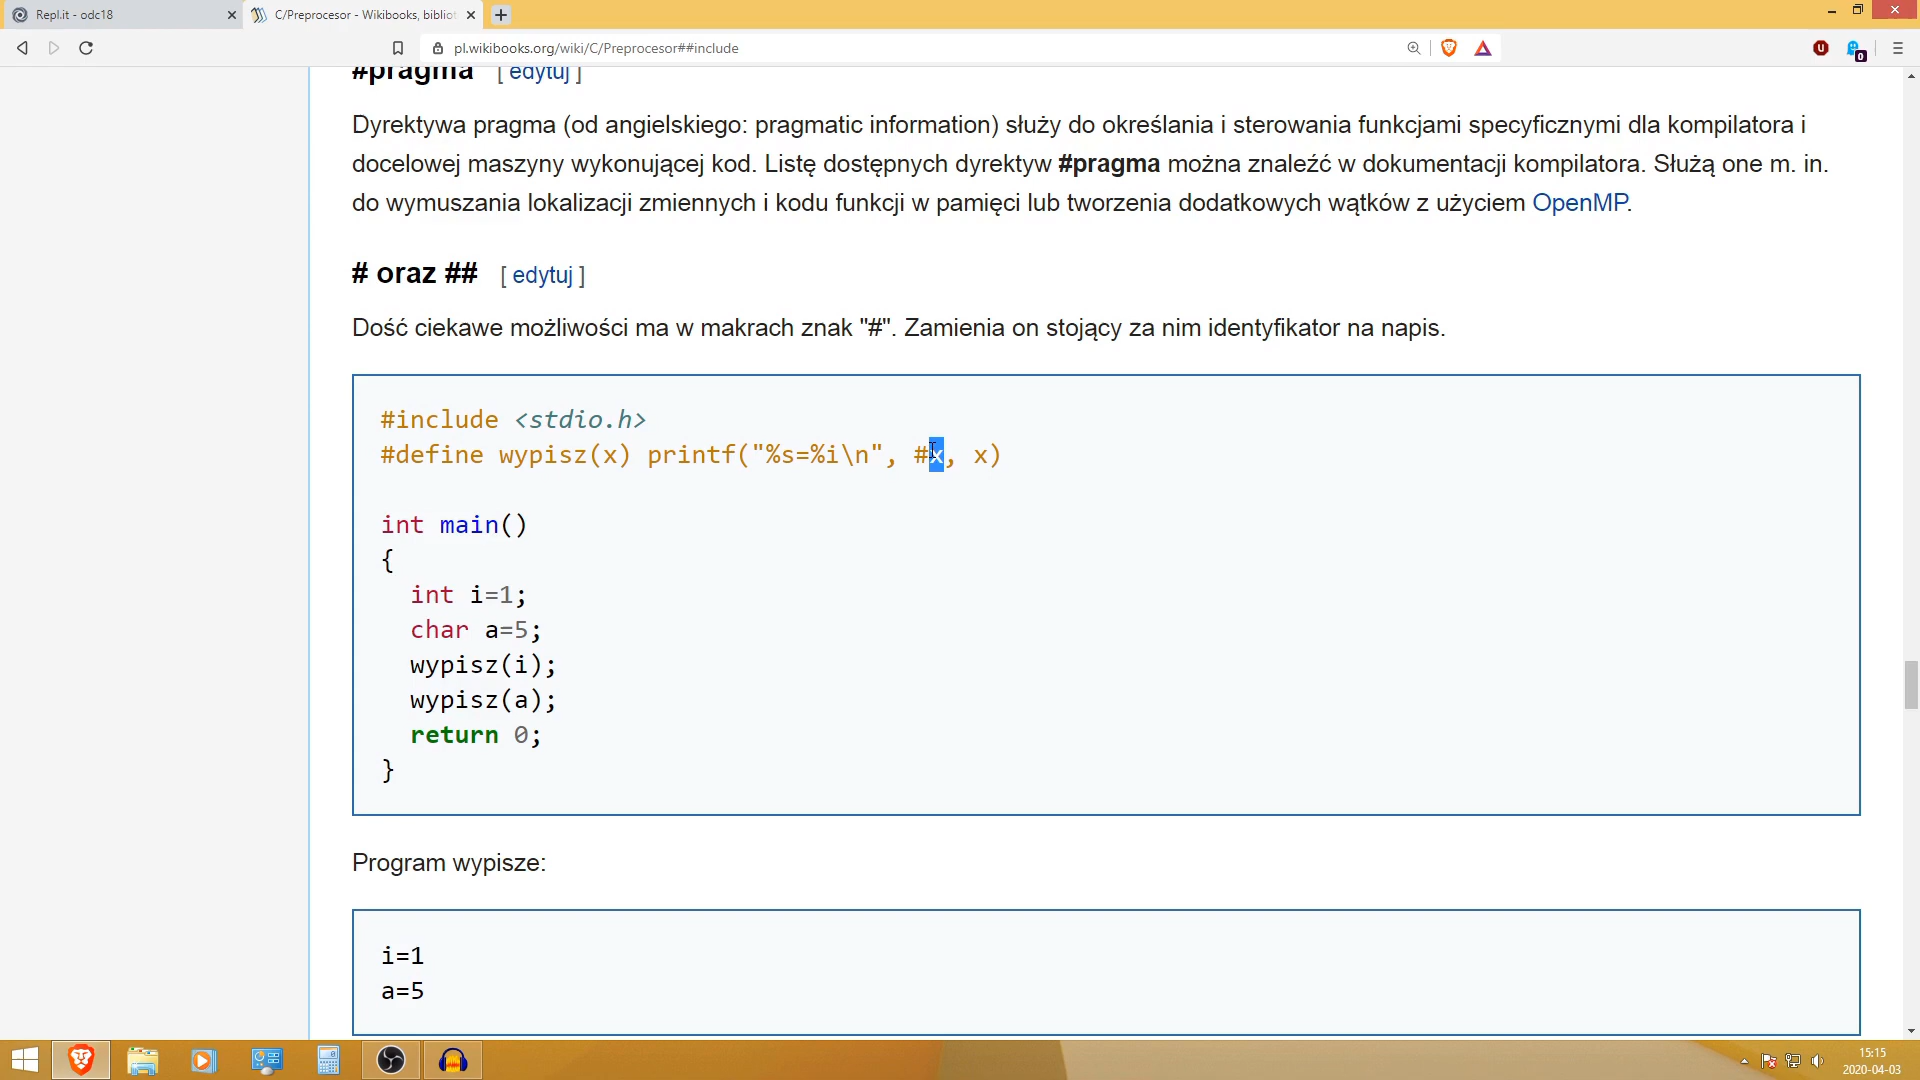 Repl.it - odc18
C/Preprocesor - Wikibooks, bibliot
pl.wikibooks.org/wiki/C/Preprocesor##include
0
#pragma [ edytuj ]
Dyrektywa pragma (od angielskiego: pragmatic information) służy do określania i sterowania funkcjami specyficznymi dla kompilatora i
docelowej maszyny wykonującej kod. Listę dostępnych dyrektyw #pragma można znaleźć w dokumentacji kompilatora. Służą one m. in.
do wymuszania lokalizacji zmiennych i kodu funkcji w pamięci lub tworzenia dodatkowych wątków z użyciem OpenMP.
# oraz ## [ edytuj ]
Dość ciekawe możliwości ma w makrach znak "#". Zamienia on stojący za nim identyfikator na napis.
#include <stdio.h>
#define wypisz(x) printf("%s=%i\n", #x, x)
int main()
{
int i=1;
char a=5;
wypisz(i);
wypisz(a);
return 0;
}
Program wypisze:
i=1
a=5
15:15
2020-04-03